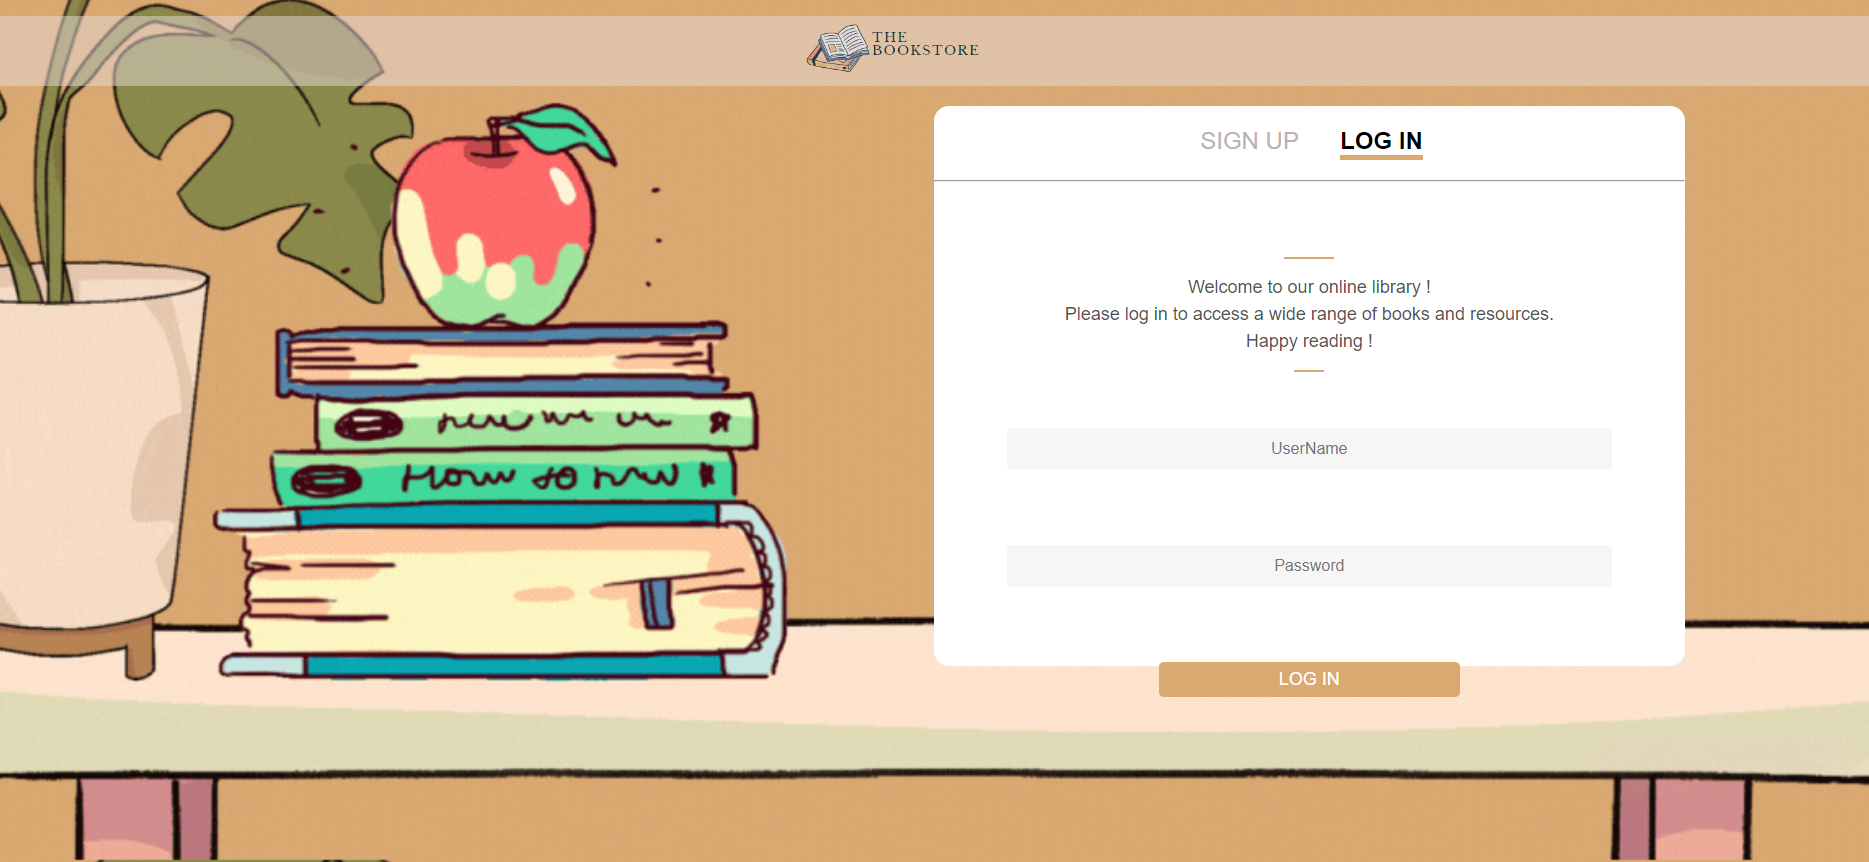 THE
BOOKSTORE
SIGN UP LOG IN
Welcome to our online library !
Please log in to access a wide range of books and resources.
Happy reading !
UserName
Password
LOG IN